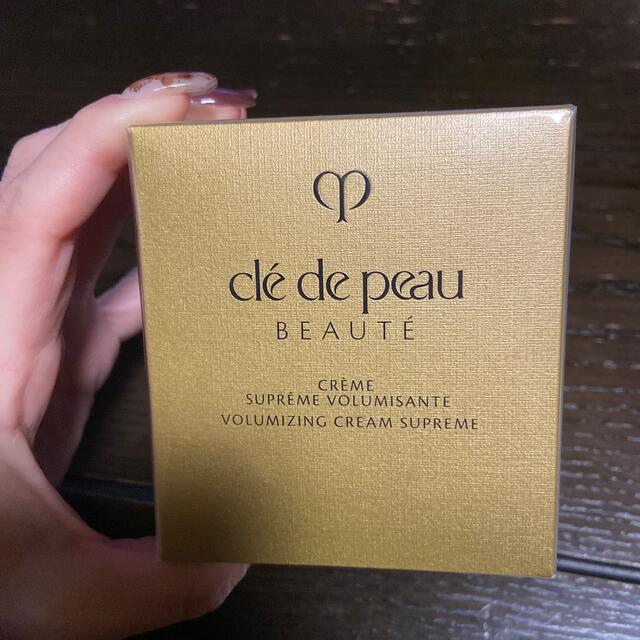 clé de peau
BEAUTÉ
CRÈME
SUPRÊME VOLUMISANTE
VOLUMIZING CREAM SUPREME